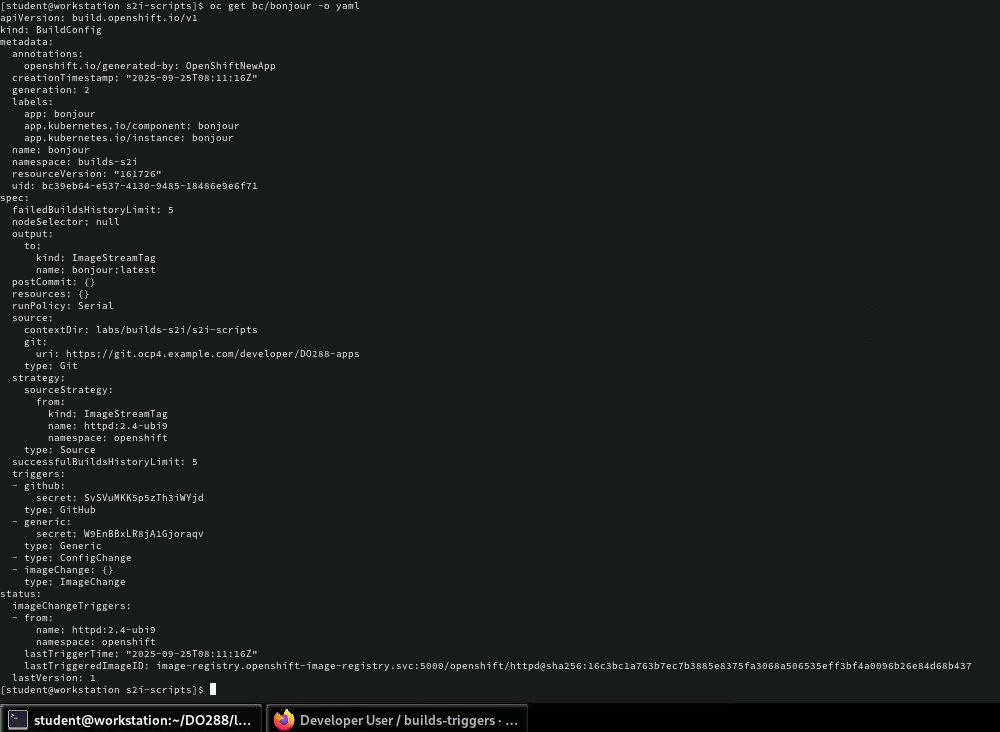 [student@workstation s2i-scripts]$ oc get bc/bonjour -o yaml
apiVersion: build.openshift.io/v1
kind: BuildConfig
metadata:
  annotations:
    openshift.io/generated-by: OpenShiftNewApp
  creationTimestamp: "2025-09-25T08:11:16Z"
  generation: 2
  labels:
    app: bonjour
    app.kubernetes.io/component: bonjour
    app.kubernetes.io/instance: bonjour
  name: bonjour
  namespace: builds-s2i
  resourceVersion: "161726"
  uid: bc39eb64-e537-4130-9485-18486e9e6f71
spec:
  failedBuildsHistoryLimit: 5
  nodeSelector: null
  output:
    to:
      kind: ImageStreamTag
      name: bonjour:latest
  postCommit: {}
  resources: {}
  runPolicy: Serial
  source:
    contextDir: labs/builds-s2i/s2i-scripts
    git:
      uri: https://git.ocp4.example.com/developer/DO288-apps
    type: Git
  strategy:
    sourceStrategy:
      from:
        kind: ImageStreamTag
        name: httpd:2.4-ubi9
        namespace: openshift
    type: Source
  successfulBuildsHistoryLimit: 5
  triggers:
  - github:
      secret: SvSVuMKK5p5zTh3iWYjd
    type: GitHub
  - generic:
      secret: W9EnBBxLR8jA1Gjoraqv
    type: Generic
  - type: ConfigChange
  - imageChange: {}
    type: ImageChange
status:
  imageChangeTriggers:
  - from:
      name: httpd:2.4-ubi9
      namespace: openshift
    lastTriggerTime: "2025-09-25T08:11:16Z"
    lastTriggeredImageID: image-registry.openshift-image-registry.svc:5000/openshift/httpd@sha256:16c3bc1a763b7ec7b3885e8375fa3068a506535eff3bf4a0096b26e84d68b437
  lastVersion: 1
[student@workstation s2i-scripts]$
student@workstation:~/DO288/l...
Developer User / builds-triggers · ...